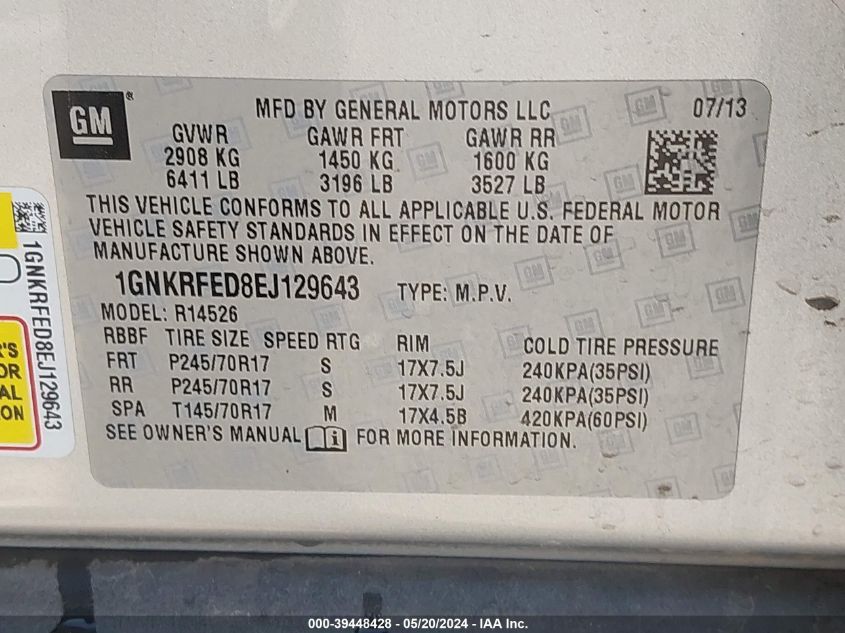 GM ®
MFD BY GENERAL MOTORS LLC 07/13
GVWR GAWR FRT GAWR RR
2908 KG 1450 KG 1600 KG
6411 LB 3196 LB 3527 LB
THIS VEHICLE CONFORMS TO ALL APPLICABLE U.S. FEDERAL MOTOR
VEHICLE SAFETY STANDARDS IN EFFECT ON THE DATE OF
MANUFACTURE SHOWN ABOVE.
1GNKRFED8EJ129643 TYPE: M.P.V.
MODEL: R14526
RBBF TIRE SIZE SPEED RTG RIM COLD TIRE PRESSURE
FRT P245/70R17 S 17X7.5J 240KPA(35PSI)
RR P245/70R17 S 17X7.5J 240KPA(35PSI)
SPA T145/70R17 M 17X4.5B 420KPA(60PSI)
SEE OWNER'S MANUAL i FOR MORE INFORMATION.
1GNKRFED8EJ129643
000-39448428 - 05/20/2024 - IAA Inc.